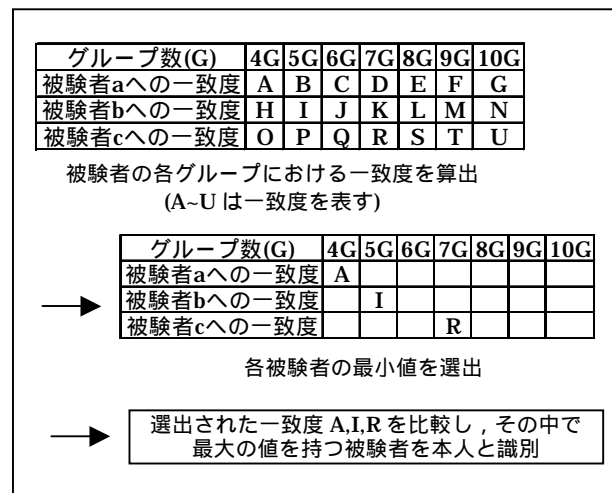 グループ数(G) 4G 5G 6G 7G 8G 9G 10G
被験者aへの一致度 A B C D E F G
被験者bへの一致度 H I J K L M N
被験者cへの一致度 O P Q R S T U
被験者の各グループにおける一致度を算出
(A~U は一致度を表す)
グループ数(G) 4G 5G 6G 7G 8G 9G 10G
被験者aへの一致度 A
被験者bへの一致度 I
被験者cへの一致度 R
各被験者の最小値を選出
選出された一致度 A,I,R を比較し，その中で
最大の値を持つ被験者を本人と識別